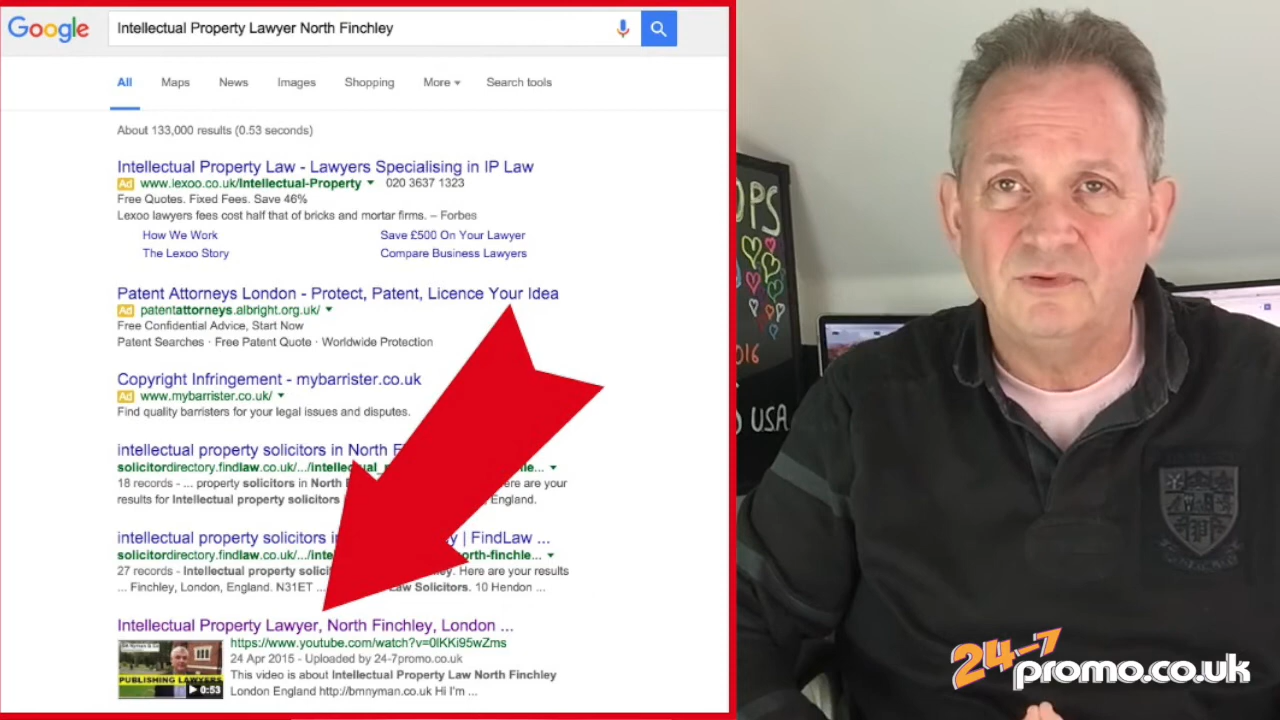 Google
Intellectual Property Lawyer North Finchley
All Maps News Images Shopping More Search tools
About 133,000 results (0.53 seconds)
Intellectual Property Law - Lawyers Specialising in IP Law
Ad www.lexoo.co.uk/Intellectual-Property 020 3637 1323
Free Quotes. Fixed Fees. Save 46%
Lexoo lawyers fees cost half that of bricks and mortar firms. – Forbes
How We Work Save £500 On Your Lawyer
The Lexoo Story Compare Business Lawyers
Patent Attorneys London - Protect, Patent, Licence Your Idea
Ad patentattorneys.albright.org.uk/
Free Confidential Advice, Start Now
Patent Searches · Free Patent Quote · Worldwide Protection
Copyright Infringement - mybarrister.co.uk
Ad www.mybarrister.co.uk/
Find quality barristers for your legal issues and disputes.
intellectual property solicitors in North
solicitordirectory.findlaw.co.uk/.../intellectual_
18 records - ... property solicitors in North are your
results for Intellectual property solicitors England.
intellectual property solicitors | FindLaw ...
solicitordirectory.findlaw.co.uk/.../ north-finchle...
27 records - Intellectual property Here are your results
... Finchley, London, England. N31ET ... Law Solicitors. 10 Hendon ...
Intellectual Property Lawyer, North Finchley, London ...
https://www.youtube.com/watch?v=0lKKi95wZms
24 Apr 2015 - Uploaded by 24-7promo.co.uk
This video is about Intellectual Property Law North Finchley
London England http://bmnyman.co.uk Hi I'm ...
PUBLISHING LAWYERS
0:53
OPS
2016
USA
24-7
promo.co.uk